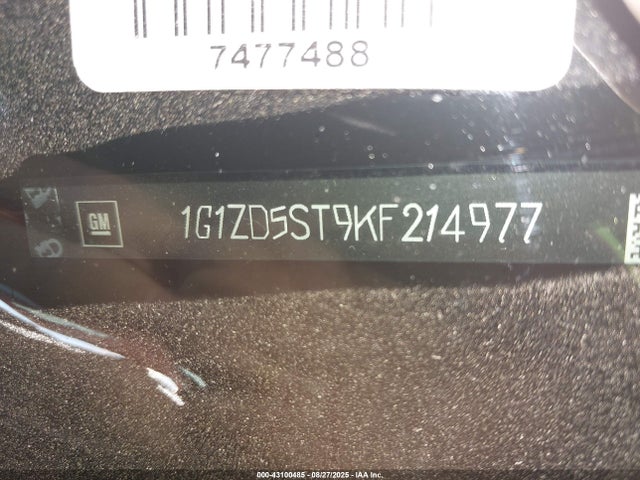 7477488
GM 1G1ZD5ST9KF214977
000-43100485 - 08/27/2025 - IAA Inc.